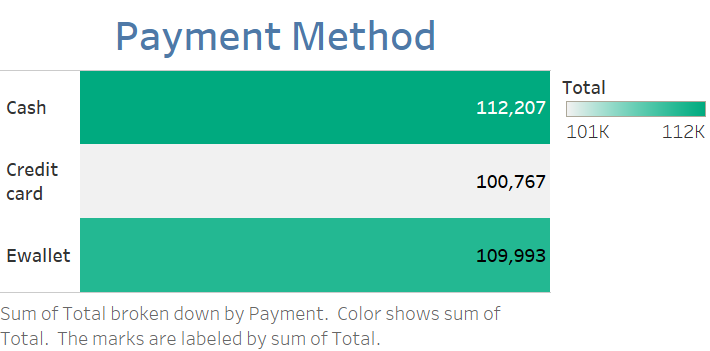 Payment Method
Total
101K 112K
Cash 112,207
Credit
card 100,767
Ewallet 109,993
Sum of Total broken down by Payment.  Color shows sum of
Total.  The marks are labeled by sum of Total.